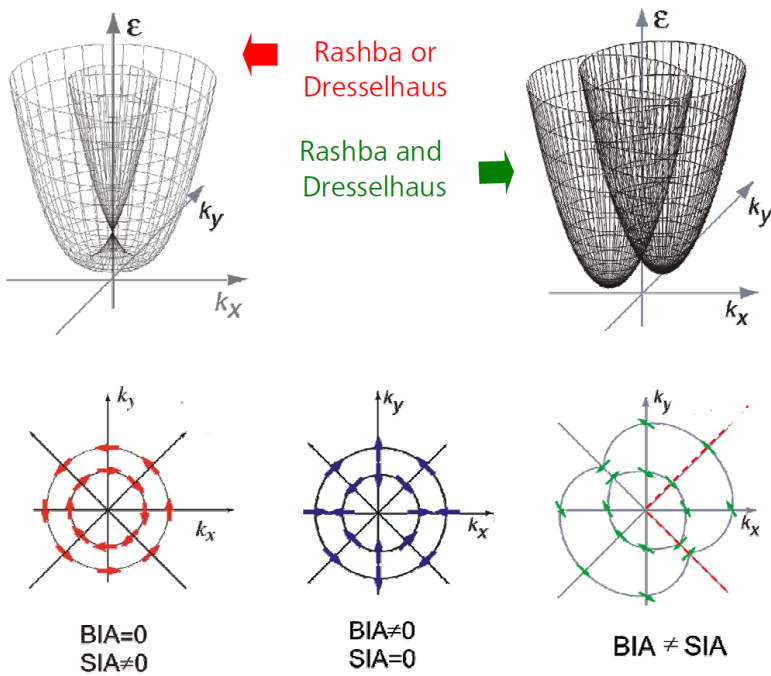 ε
Rashba or
Dresselhaus
ε
Rashba and
Dresselhaus
k_y
k_x
k_y
k_x
k_y
k_x
k_y
k_x
k_y
k_x
BIA=0
SIA≠0
BIA≠0
SIA=0
BIA ≠ SIA